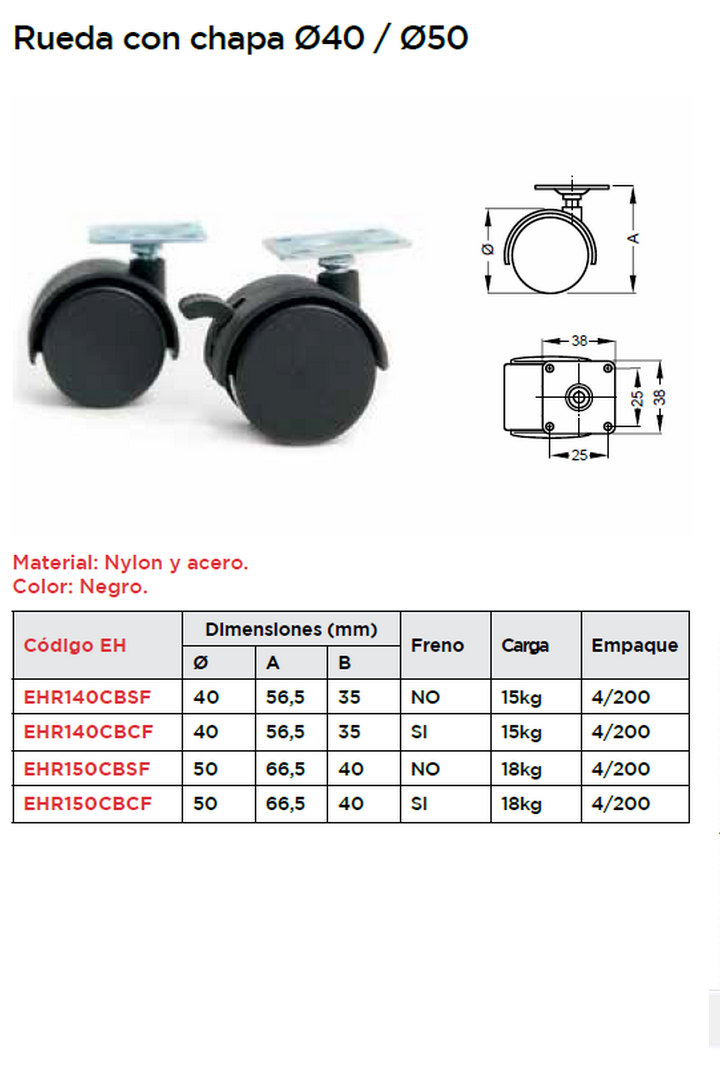 Rueda con chapa Ø40 / Ø50
Ø
A
38
25
38
25
Material: Nylon y acero.
Color: Negro.
Código EH Dimensiones (mm) Freno Carga Empaque
Ø A B
EHR140CBSF 40 56,5 35 NO 15kg 4/200
EHR140CBCF 40 56,5 35 SI 15kg 4/200
EHR150CBSF 50 66,5 40 NO 18kg 4/200
EHR150CBCF 50 66,5 40 SI 18kg 4/200